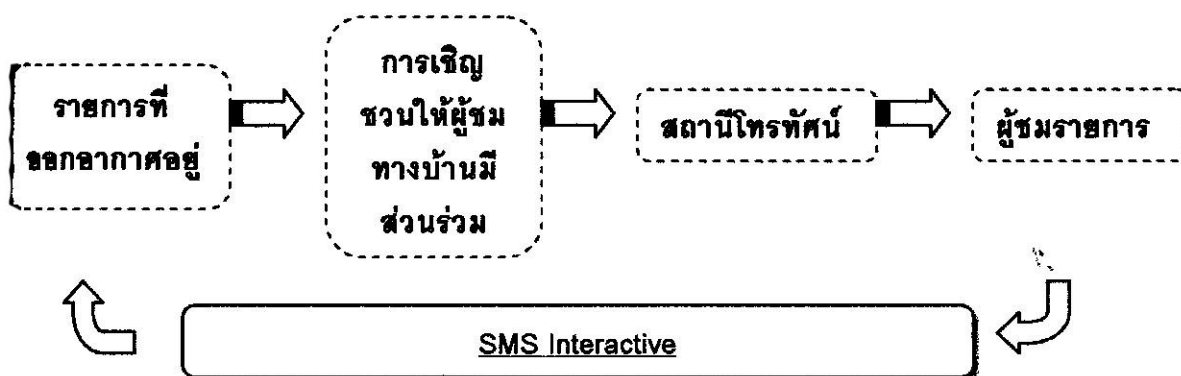 รายการที่
ออกอากาศอยู่
การเชิญ
ชวนให้ผู้ชม
ทางบ้านมี
ส่วนร่วม
สถานีโทรทัศน์
ผู้ชมรายการ
SMS Interactive